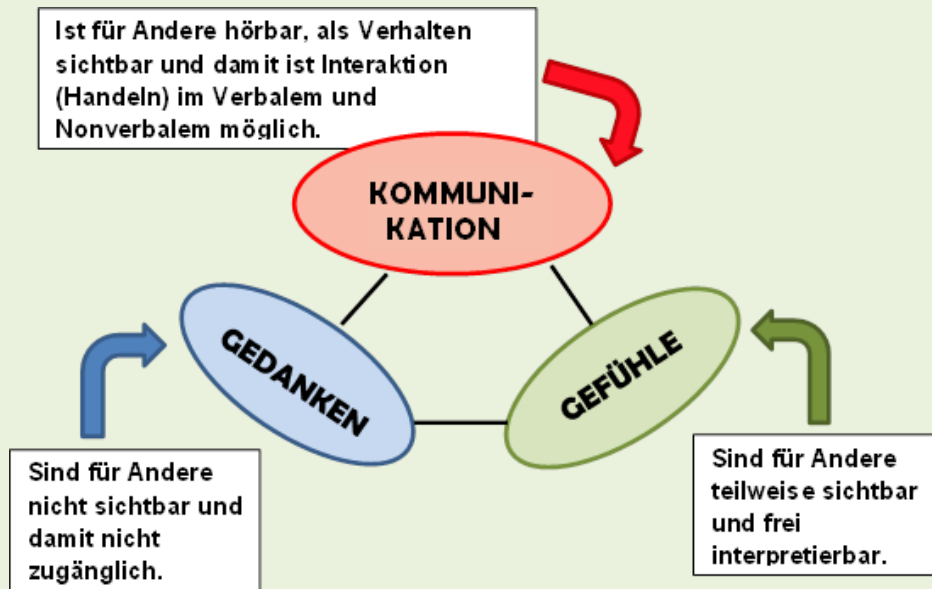 Ist für Andere hörbar, als Verhalten
sichtbar und damit ist Interaktion
(Handeln) im Verbalem und
Nonverbalem möglich.
KOMMUNI-
KATION
GEDANKEN
GEFÜHLE
Sind für Andere
nicht sichtbar und
damit nicht
zugänglich.
Sind für Andere
teilweise sichtbar
und frei
interpretierbar.